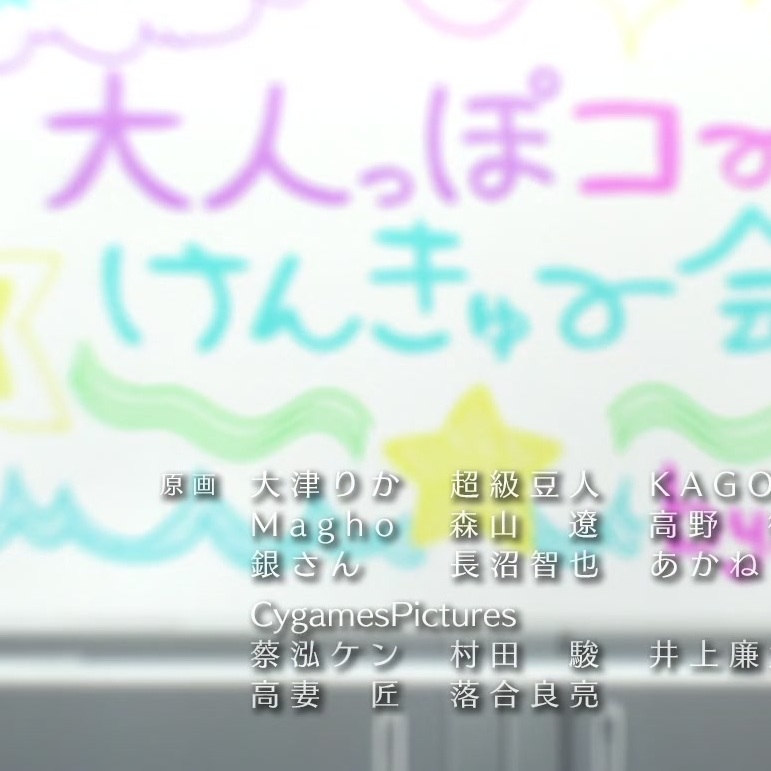 大人っぽコー
けんきゅー会
原画 大津りか 超級豆人 KAGO
Magho 森山 遼 高野
銀さん 長沼智也 あかね
CygamesPictures
蔡泓ケン 村田 駿 井上廉
高妻 匠 落合良亮